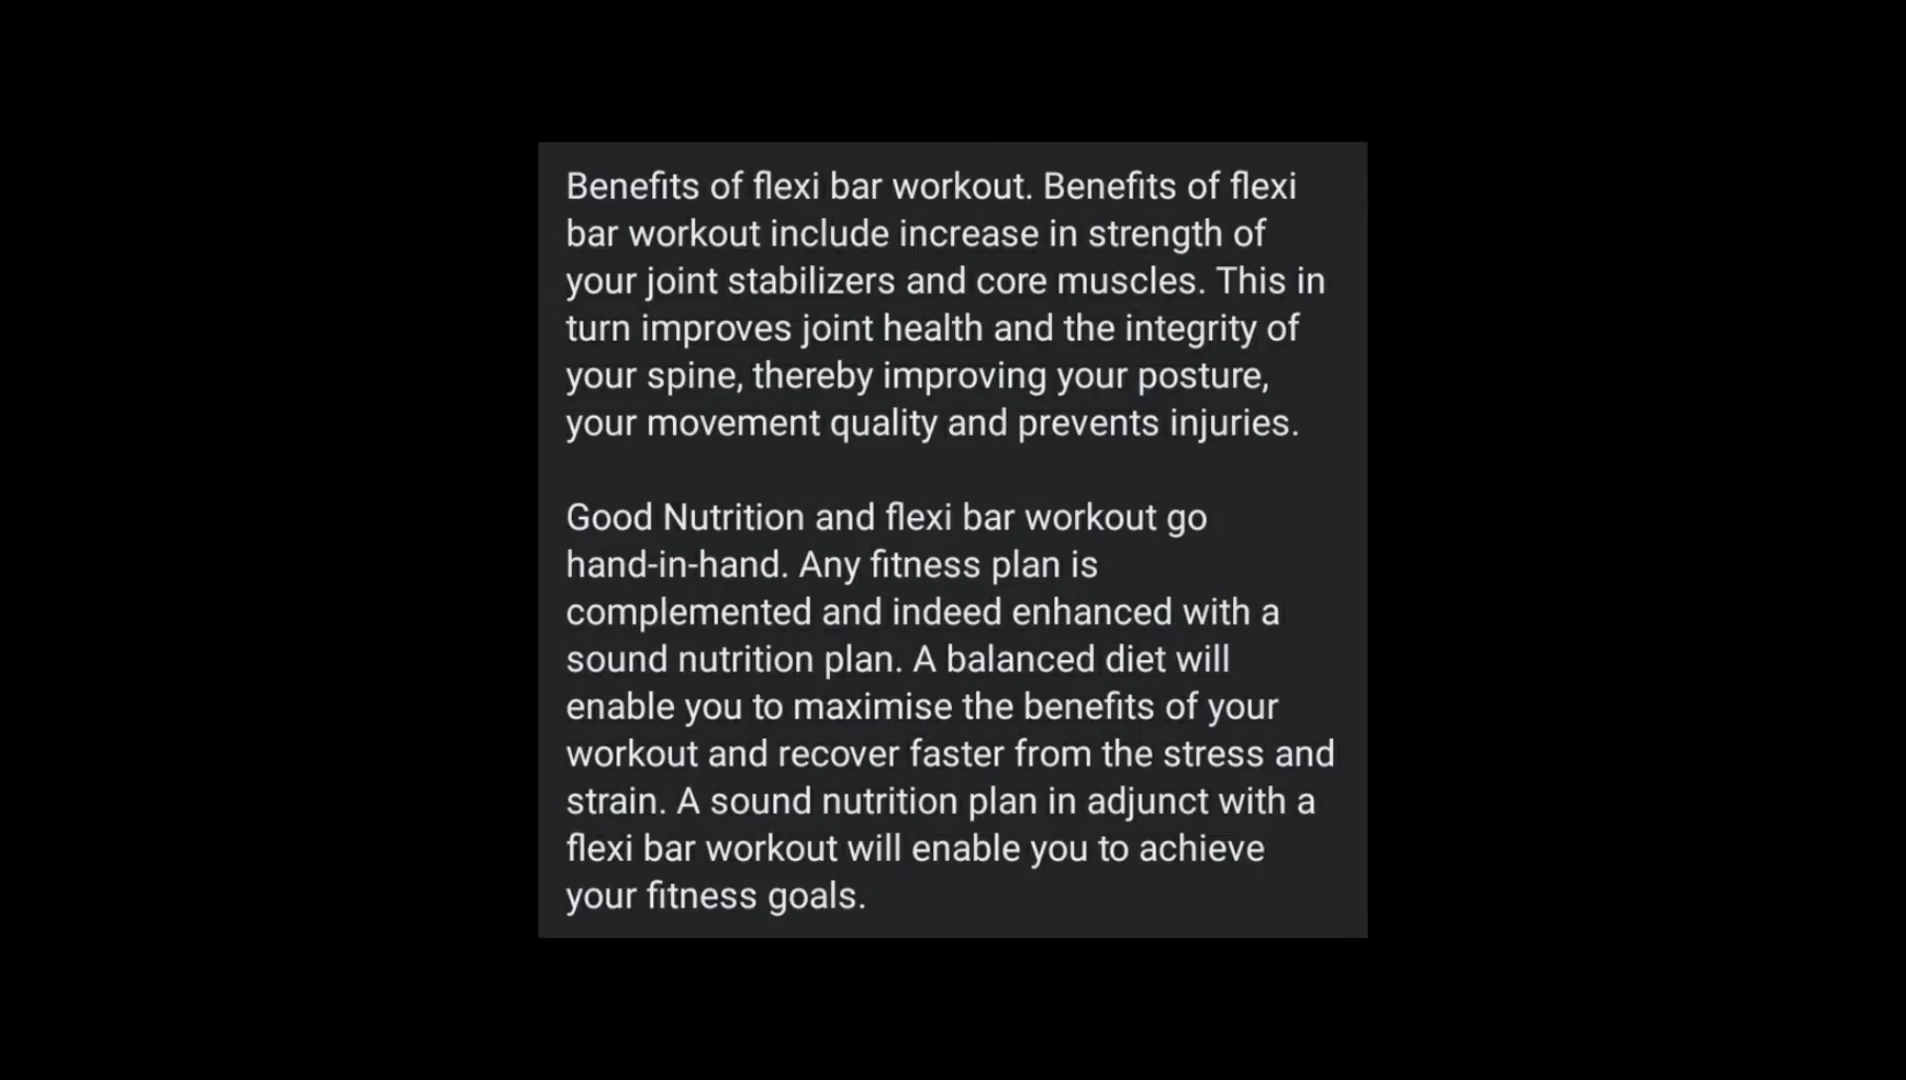 Benefits of flexi bar workout. Benefits of flexi
bar workout include increase in strength of
your joint stabilizers and core muscles. This in
turn improves joint health and the integrity of
your spine, thereby improving your posture,
your movement quality and prevents injuries.
Good Nutrition and flexi bar workout go
hand-in-hand. Any fitness plan is
complemented and indeed enhanced with a
sound nutrition plan. A balanced diet will
enable you to maximise the benefits of your
workout and recover faster from the stress and
strain. A sound nutrition plan in adjunct with a
flexi bar workout will enable you to achieve
your fitness goals.